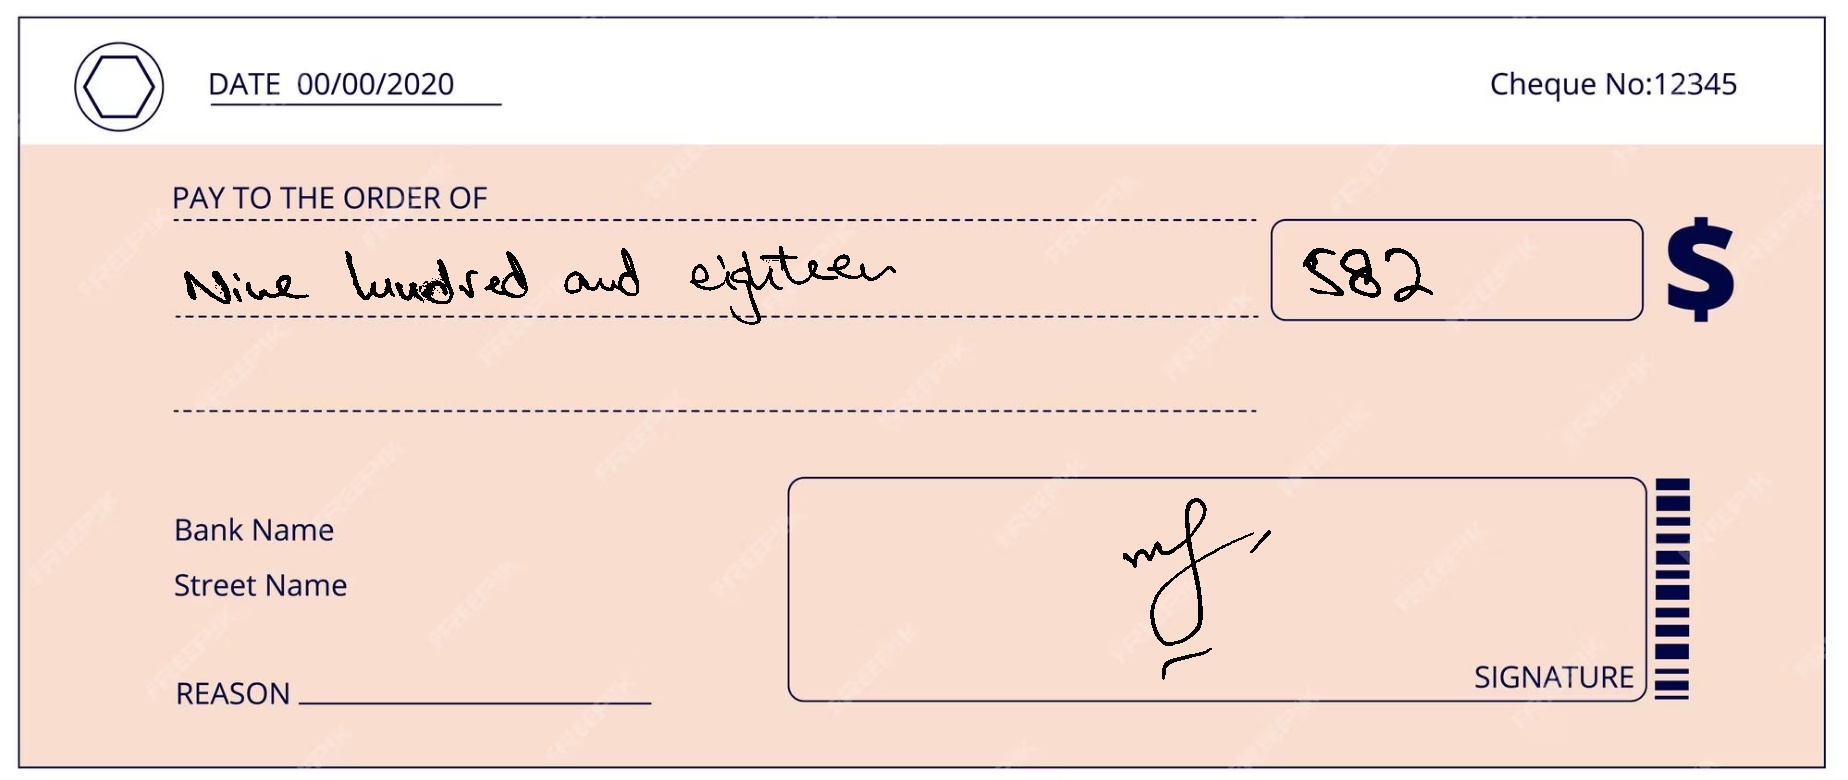 DATE 00/00/2020 Cheque No:12345
PAY TO THE ORDER OF
Nine hundred and eighteen 582 $
Bank Name
Street Name
REASON
SIGNATURE